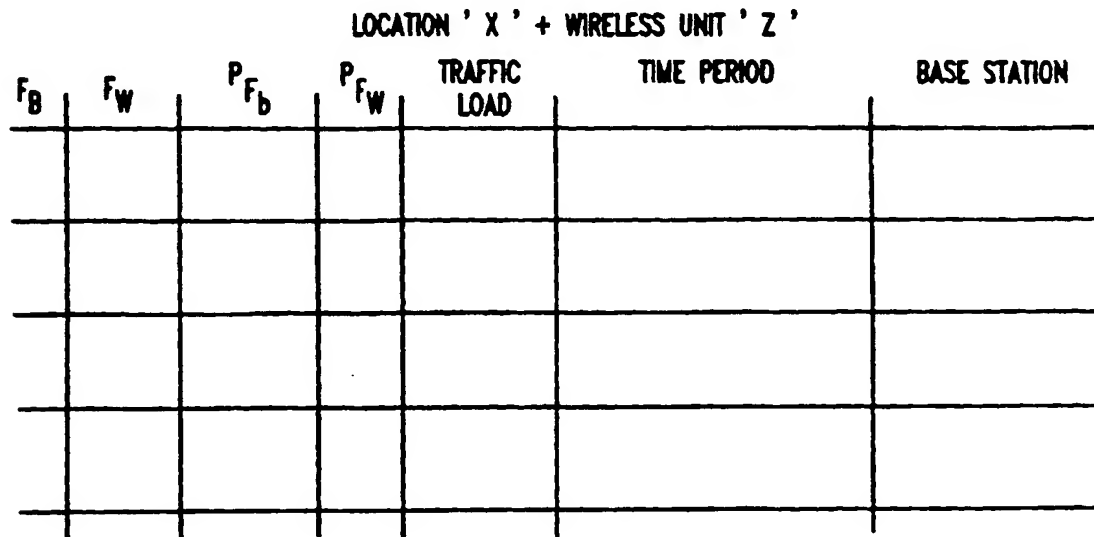 LOCATION ' X ' + WIRELESS UNIT ' Z '
F_B F_W P_F_b P_F_W TRAFFIC LOAD TIME PERIOD BASE STATION